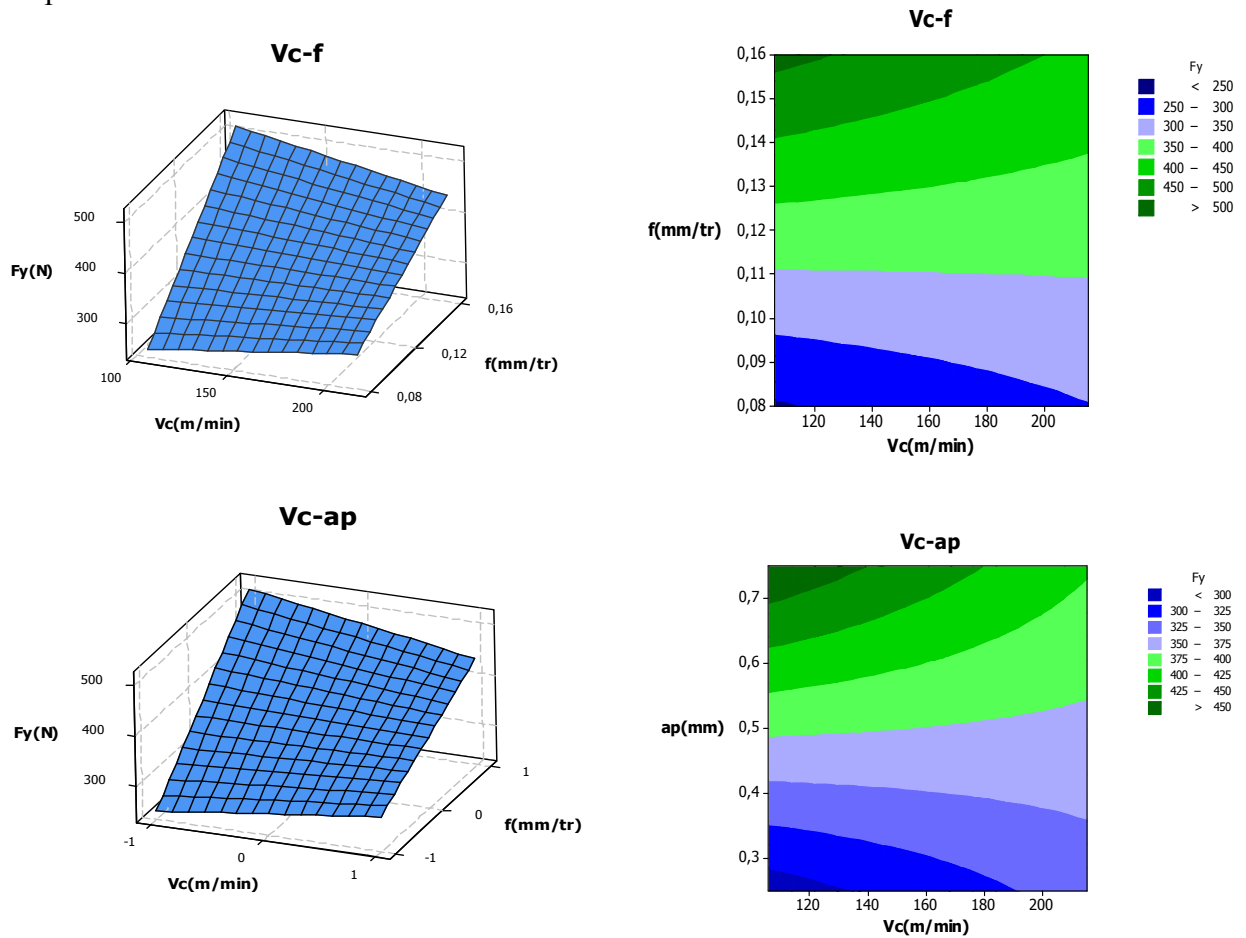 Vc-f
500
400
300
Fy(N)
100
150
200
Vc(m/min)
0,08
0,12
0,16
f(mm/tr)
Vc-f
0,16
0,15
0,14
0,13
0,12
0,11
0,10
0,09
0,08
f(mm/tr)
120 140 160 180 200
Vc(m/min)
Fy
< 250
250 – 300
300 – 350
350 – 400
400 – 450
450 – 500
> 500
Vc-ap
500
400
300
Fy(N)
-1
0
1
Vc(m/min)
-1
0
1
f(mm/tr)
Vc-ap
0,7
0,6
0,5
0,4
0,3
ap(mm)
120 140 160 180 200
Vc(m/min)
Fy
< 300
300 – 325
325 – 350
350 – 375
375 – 400
400 – 425
425 – 450
> 450